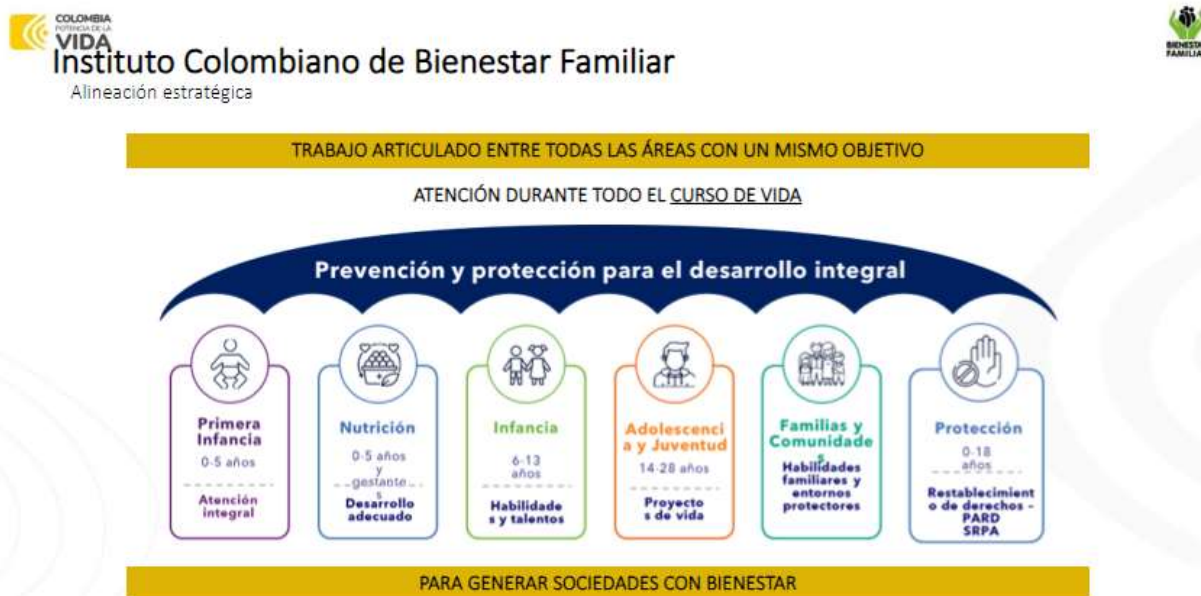 COLOMBIA
POTENCIA DE LA
VIDA
BIENESTAR
FAMILIAR
Instituto Colombiano de Bienestar Familiar
Alineación estratégica
TRABAJO ARTICULADO ENTRE TODAS LAS ÁREAS CON UN MISMO OBJETIVO
ATENCIÓN DURANTE TODO EL CURSO DE VIDA
Prevención y protección para el desarrollo integral
Primera
Infancia
0-5 años
Atención
integral
Nutrición
0-5 años
y
gestante
s
Desarrollo
adecuado
Infancia
6-13
años
Habilidade
s y talentos
Adolescenci
a y Juventud
14-28 años
Proyecto
s de vida
Familias y
Comunidade
s
Habilidades
familiares y
entornos
protectores
Protección
0-18
años
Restablecimient
o de derechos -
PARD
SRPA
PARA GENERAR SOCIEDADES CON BIENESTAR